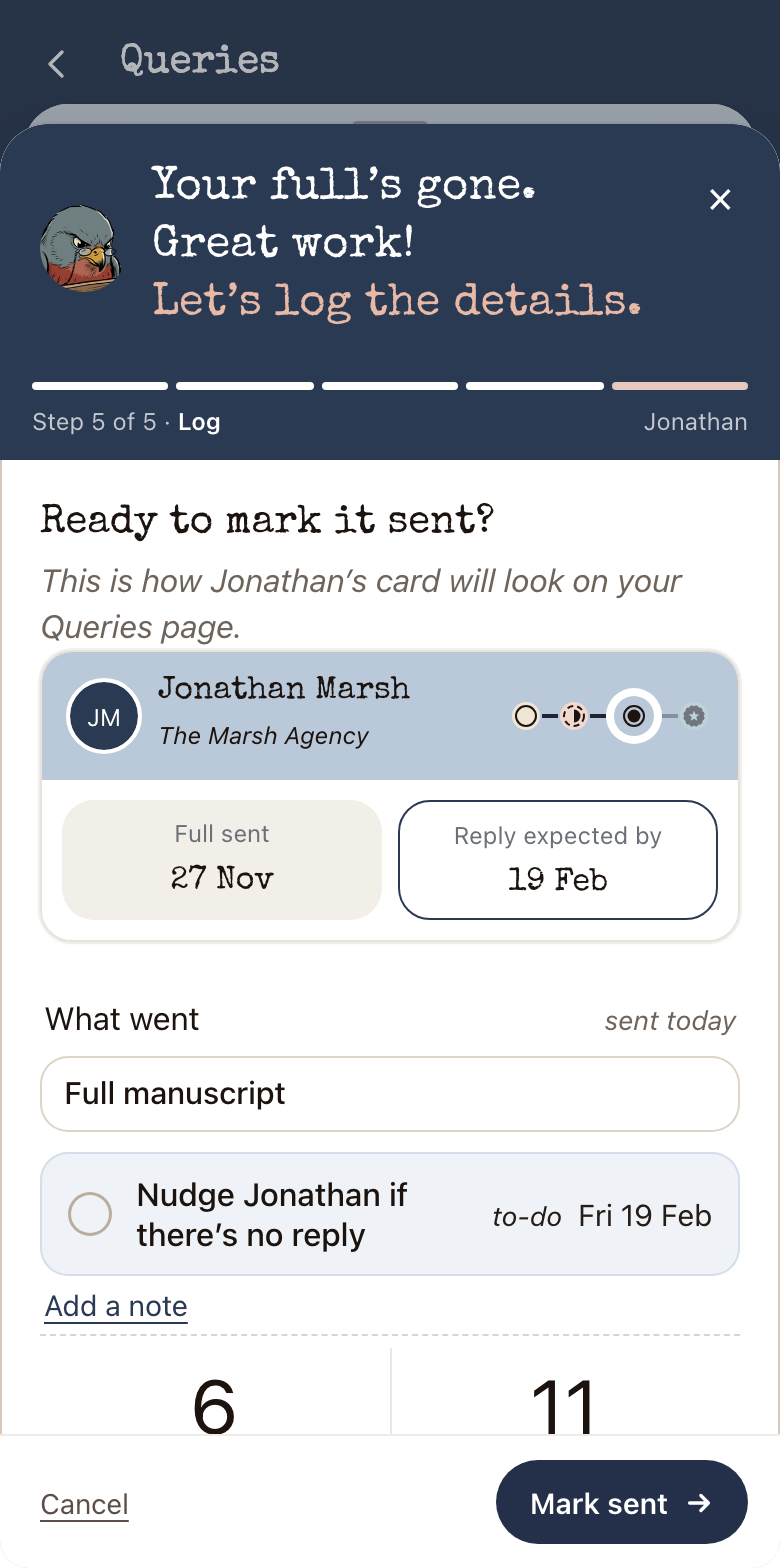 Queries
Your full’s gone.
Great work!
Let’s log the details.
Step 5 of 5 · Log
Jonathan
Ready to mark it sent?
This is how Jonathan’s card will look on your
Queries page.
JM
Jonathan Marsh
The Marsh Agency
Full sent
27 Nov
Reply expected by
19 Feb
What went
sent today
Full manuscript
Nudge Jonathan if
there’s no reply
to-do Fri 19 Feb
Add a note
6
11
Cancel
Mark sent →